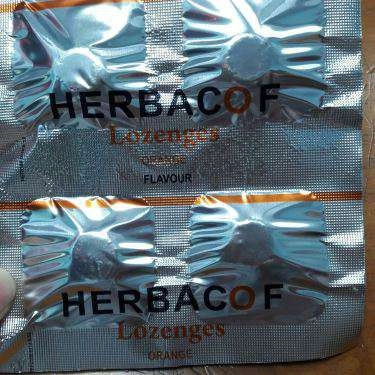 HERBACOF
Lozenges
ORANGE
FLAVOUR
HERBACOF
Lozenges
ORANGE